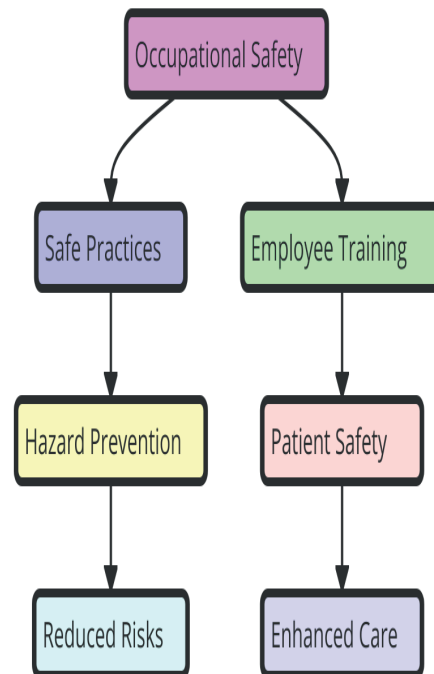 Occupational Safety
Safe Practices
Employee Training
Hazard Prevention
Patient Safety
Reduced Risks
Enhanced Care